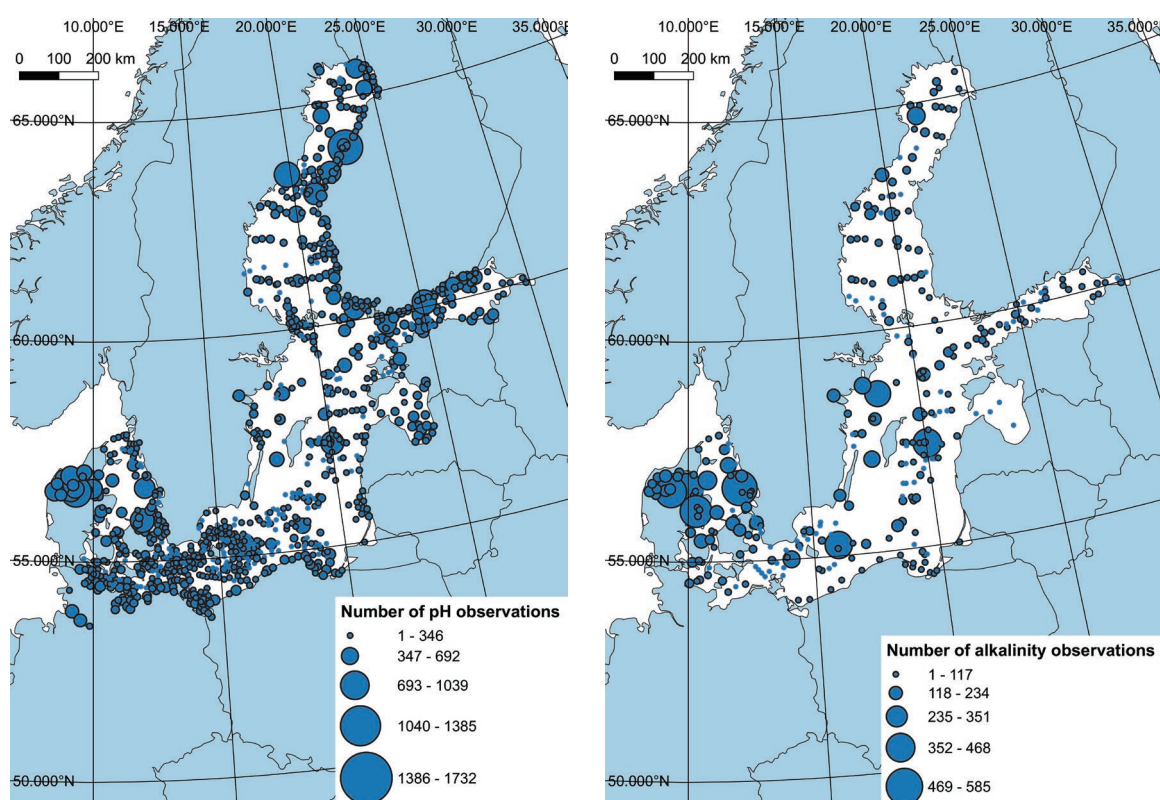 10.000°E 15.000°E 20.000°E 25.000°E 30.000°E
0 100 200 km
65.000°N
60.000°N
55.000°N
50.000°N
Number of pH observations
1 - 346
347 - 692
693 - 1039
1040 - 1385
1386 - 1732
10.000°E 15.000°E 20.000°E 25.000°E 30.000°E 35.0
0 100 200 km
65.000°N
60.000°N
55.000°N
50.000°N
Number of alkalinity observations
1 - 117
118 - 234
235 - 351
352 - 468
469 - 585